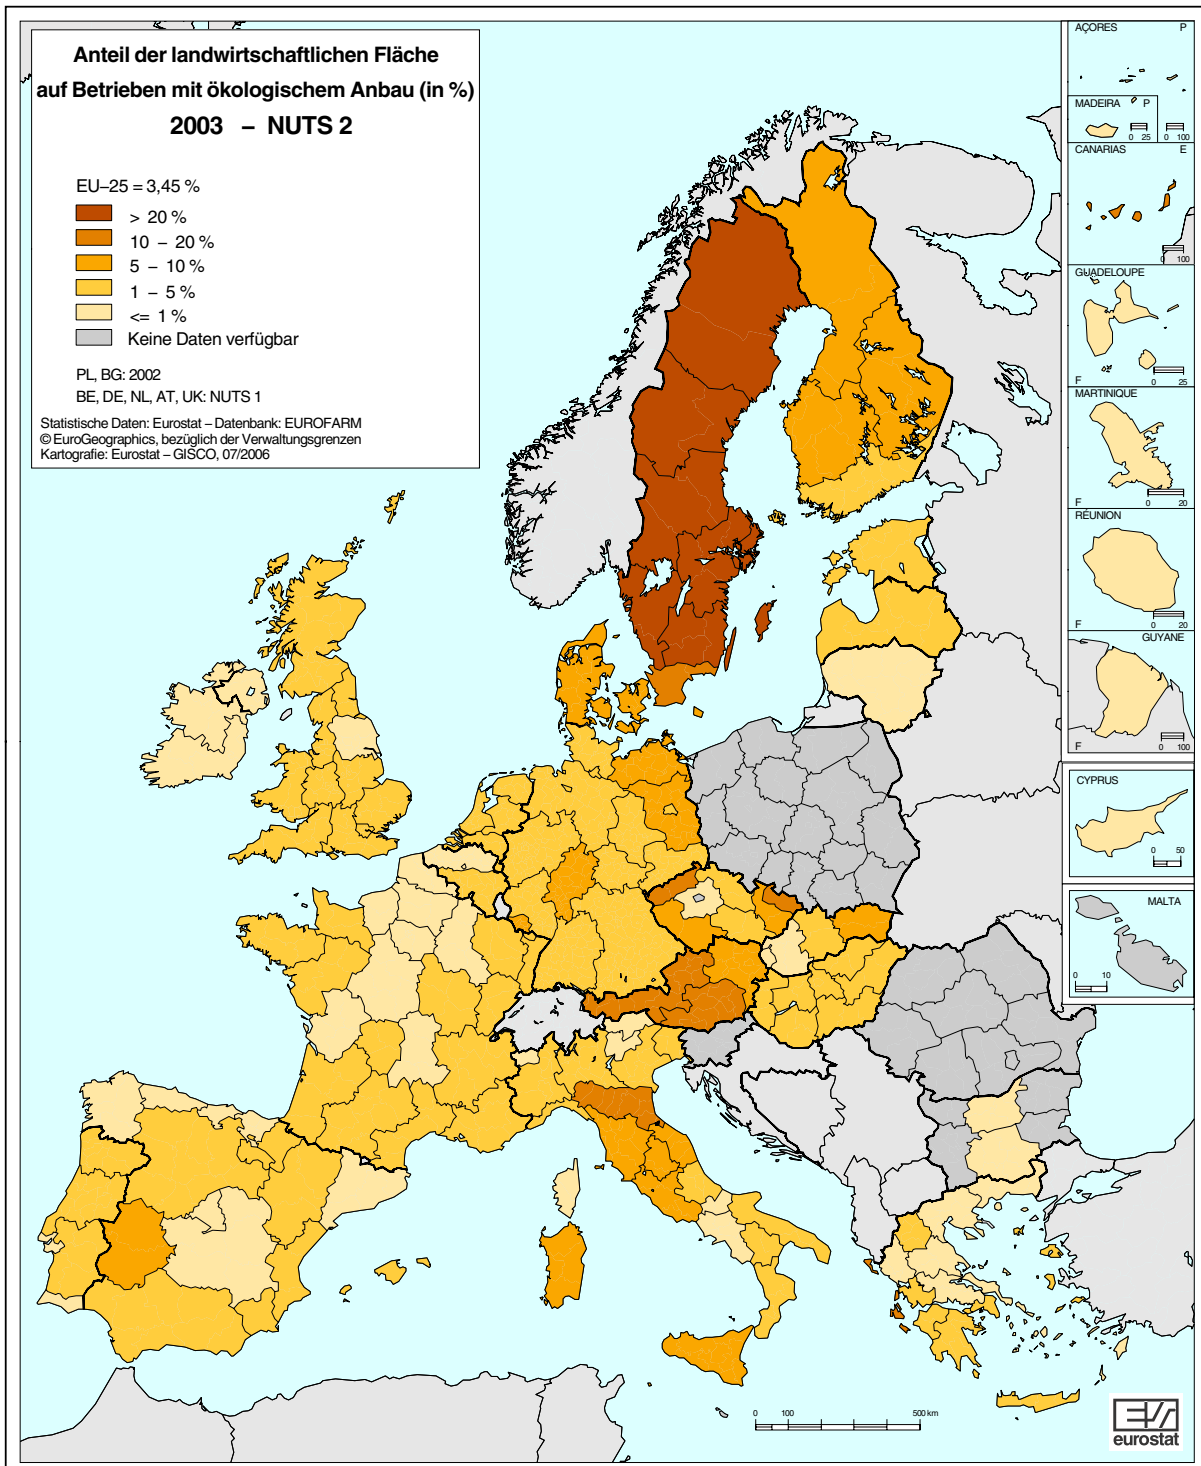 Anteil der landwirtschaftlichen Fläche
auf Betrieben mit ökologischem Anbau (in %)
2003 – NUTS 2
EU–25 = 3,45 %
> 20 %
10 – 20 %
5 – 10 %
1 – 5 %
<= 1 %
Keine Daten verfügbar
PL, BG: 2002
BE, DE, NL, AT, UK: NUTS 1
Statistische Daten: Eurostat – Datenbank: EUROFARM
© EuroGeographics, bezüglich der Verwaltungsgrenzen
Kartografie: Eurostat – GISCO, 07/2006
AÇORES P
MADEIRA P
0 25 0 100
CANARIAS E
0 100
GUADELOUPE
F 0 25
MARTINIQUE
F 0 20
RÉUNION
F 0 20
GUYANE
F 0 100
CYPRUS
0 50
MALTA
0 10
0 100 500 km
eurostat